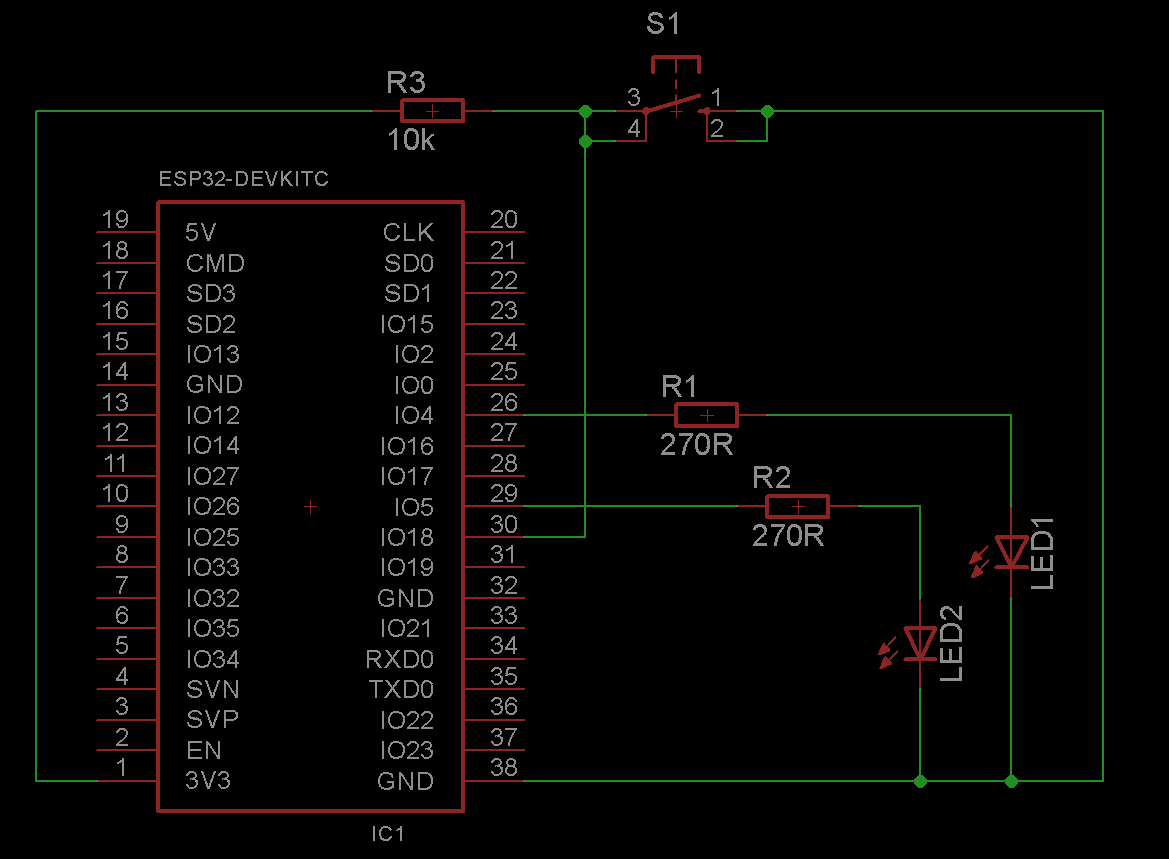 S1
R3
3 1
4 2
10k
ESP32-DEVKITC
19 5V CLK 20
18 CMD SD0 21
17 SD3 SD1 22
16 SD2 IO15 23
15 IO13 IO2 24
14 GND IO0 25
13 IO12 IO4 26
12 IO14 IO16 27
11 IO27 IO17 28
10 IO26 IO5 29
9 IO25 IO18 30
8 IO33 IO19 31
7 IO32 GND 32
6 IO35 IO21 33
5 IO34 RXD0 34
4 SVN TXD0 35
3 SVP IO22 36
2 EN IO23 37
1 3V3 GND 38
IC1
R1
270R
R2
270R
LED1
LED2